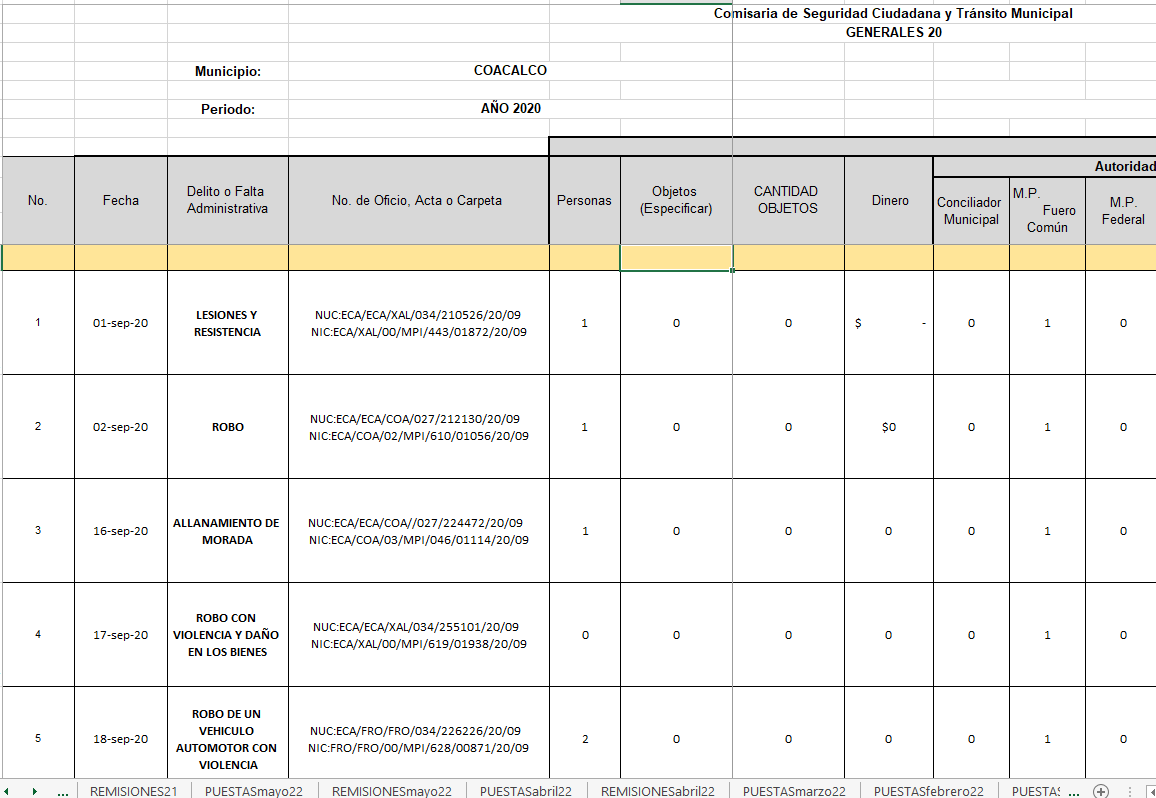 Comisaria de Seguridad Ciudadana y Tránsito Municipal
GENERALES 20
Municipio: COACALCO
Periodo: AÑO 2020
Autoridad
No. Fecha Delito o Falta Administrativa No. de Oficio, Acta o Carpeta Personas Objetos (Especificar) CANTIDAD OBJETOS Dinero Conciliador Municipal M.P. Fuero Común M.P. Federal
1 01-sep-20 LESIONES Y RESISTENCIA NUC:ECA/ECA/XAL/034/210526/20/09 NIC:ECA/XAL/00/MPI/443/01872/20/09 1 0 0 $ - 0 1 0
2 02-sep-20 ROBO NUC:ECA/ECA/COA/027/212130/20/09 NIC:ECA/COA/02/MPI/610/01056/20/09 1 0 0 $0 0 1 0
3 16-sep-20 ALLANAMIENTO DE MORADA NUC:ECA/ECA/COA//027/224472/20/09 NIC:ECA/COA/03/MPI/046/01114/20/09 1 0 0 0 0 1 0
4 17-sep-20 ROBO CON VIOLENCIA Y DAÑO EN LOS BIENES NUC:ECA/ECA/XAL/034/255101/20/09 NIC:ECA/XAL/00/MPI/619/01938/20/09 0 0 0 0 0 1 0
5 18-sep-20 ROBO DE UN VEHICULO AUTOMOTOR CON VIOLENCIA NUC:ECA/FRO/FRO/034/226226/20/09 NIC:FRO/FRO/00/MPI/628/00871/20/09 2 0 0 0 0 1 0
... REMISIONES21 PUESTASmayo22 REMISIONESmayo22 PUESTASabril22 REMISIONESabril22 PUESTASmarzo22 PUESTASfebrero22 PUESTAS ...